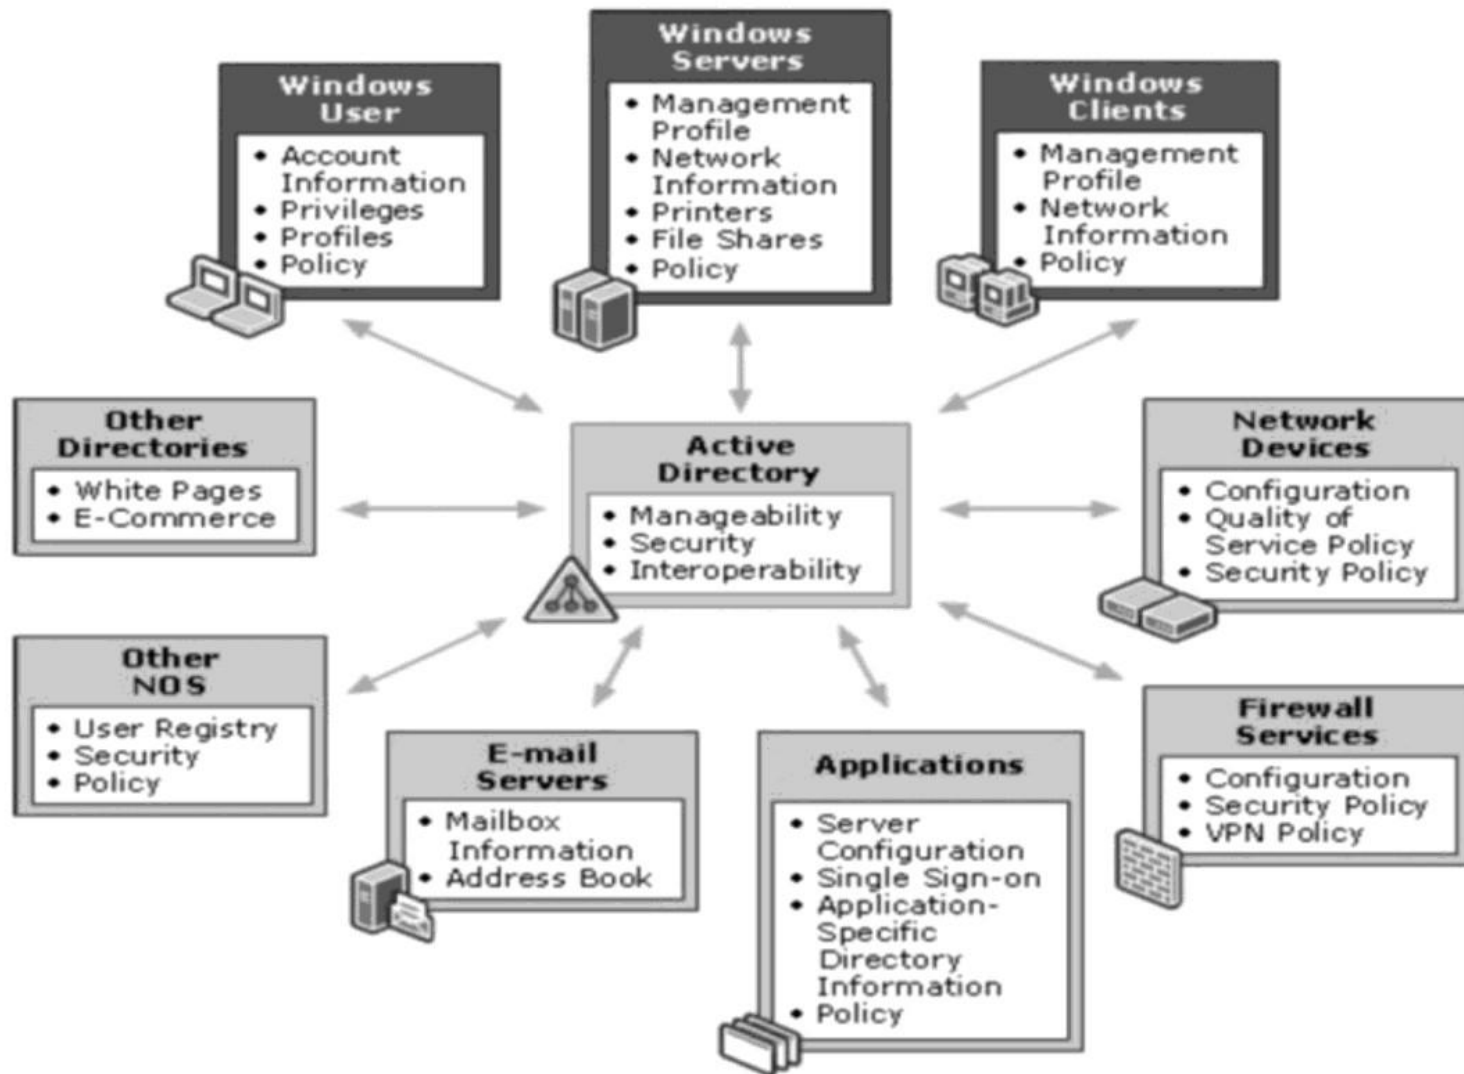 Windows
Servers
• Management
Profile
• Network
Information
• Printers
• File Shares
• Policy
Windows
User
• Account
Information
• Privileges
• Profiles
• Policy
Windows
Clients
• Management
Profile
• Network
Information
• Policy
Other
Directories
• White Pages
• E-Commerce
Active
Directory
• Manageability
• Security
• Interoperability
Network
Devices
• Configuration
• Quality of
Service Policy
• Security Policy
Other
NOS
• User Registry
• Security
• Policy
E-mail
Servers
• Mailbox
Information
• Address Book
Applications
• Server
Configuration
• Single Sign-on
• Application-
Specific
Directory
Information
• Policy
Firewall
Services
• Configuration
• Security Policy
• VPN Policy